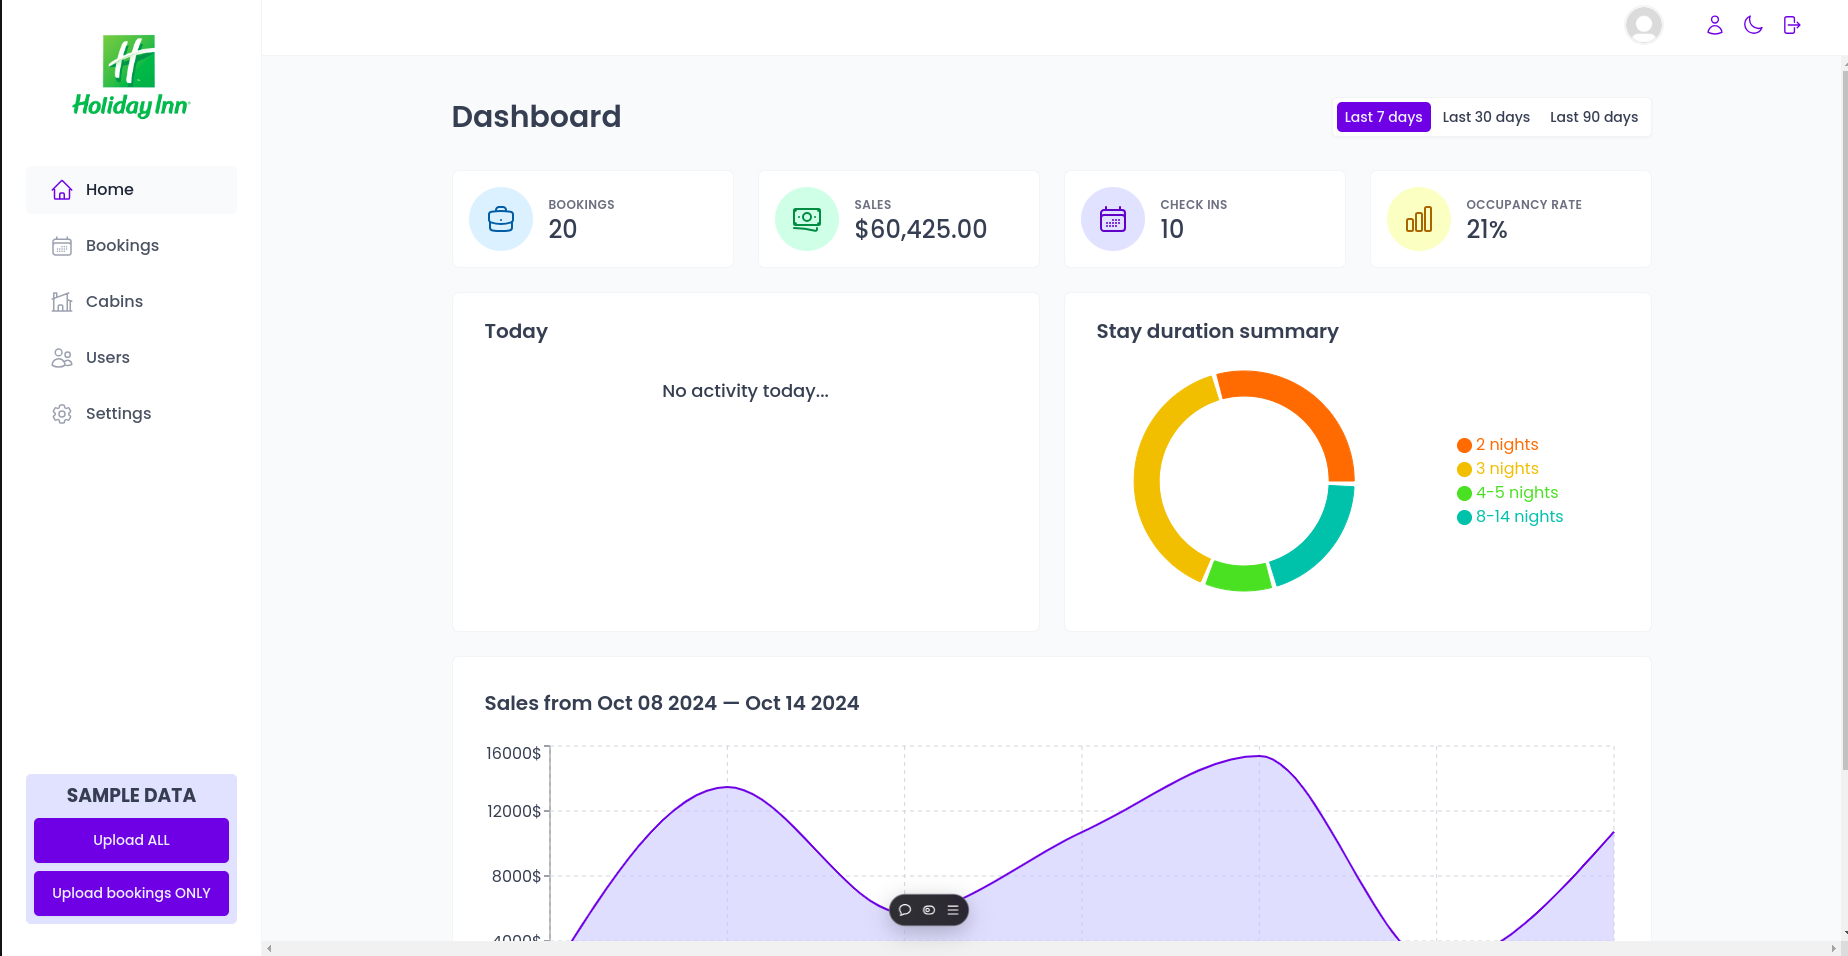 Holiday Inn
Home
Bookings
Cabins
Users
Settings
SAMPLE DATA
Upload ALL
Upload bookings ONLY
Dashboard
Last 7 days Last 30 days Last 90 days
BOOKINGS
20
SALES
$60,425.00
CHECK INS
10
OCCUPANCY RATE
21%
Today
No activity today...
Stay duration summary
2 nights
3 nights
4-5 nights
8-14 nights
Sales from Oct 08 2024 — Oct 14 2024
16000$
12000$
8000$
4000$